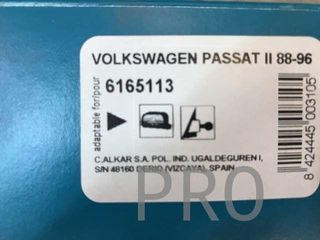 VOLKSWAGEN PASSAT II 88-96
adaptable for/pour
6165113
C.ALKAR S.A. POL. IND. UGALDEGUREN I,
S/N 48160 DERIO (VIZCAYA), SPAIN
8 424445 003105
PRO